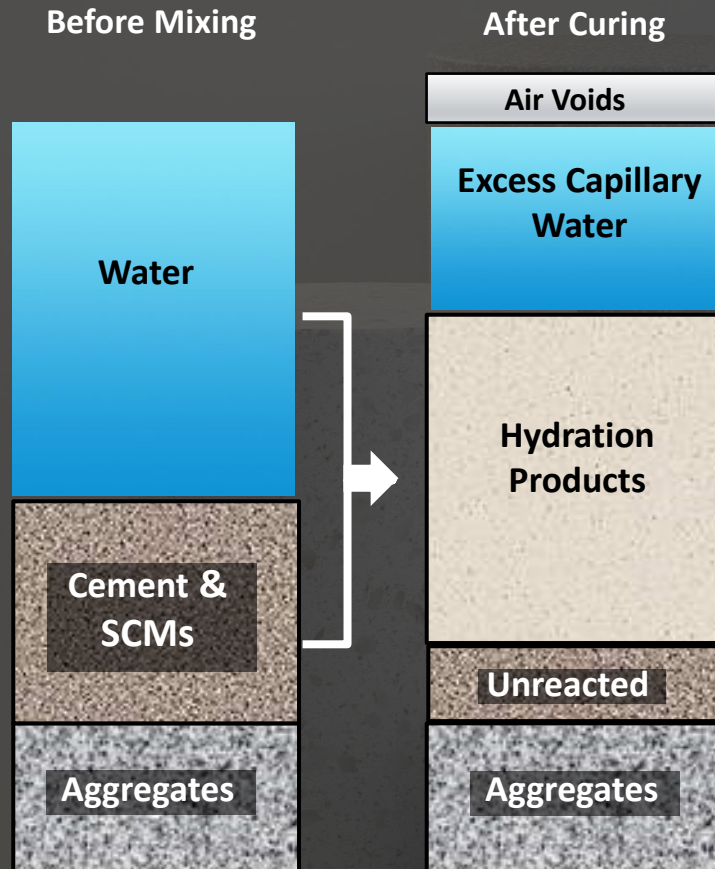 Before Mixing
After Curing
Air Voids
Water
Excess Capillary
Water
Hydration
Products
Cement &
SCMs
Unreacted
Aggregates
Aggregates